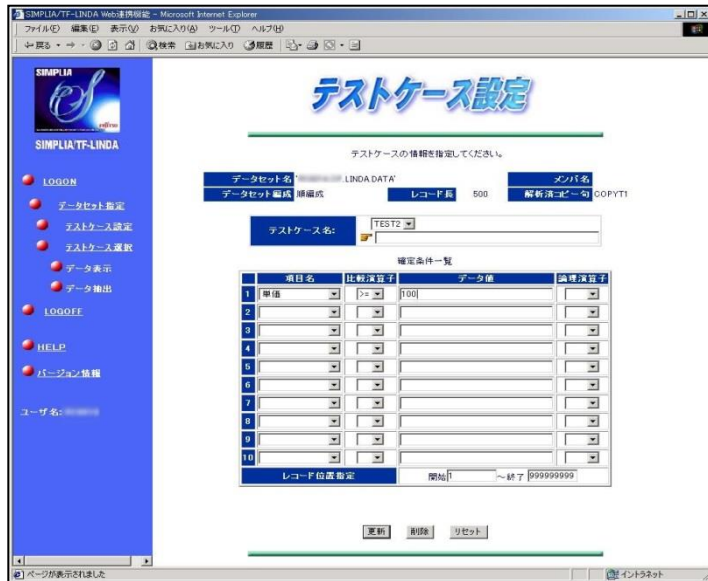 SIMPLIA/TF-LINDA Web連携機能 - Microsoft Internet Explorer
ファイル(F) 編集(E) 表示(V) お気に入り(A) ツール(T) ヘルプ(H)
戻る 検索 お気に入り 履歴
SIMPLIA
FUJITSU
SIMPLIA/TF-LINDA
LOGON
データセット指定
テストケース設定
テストケース選択
データ表示
データ抽出
LOGOFF
HELP
バージョン情報
ユーザ名:
テストケース設定
テストケースの情報を指定してください。
データセット名 .LINDA.DATA' メンバ名
データセット編成 順編成 レコード長 500 解析済コピー句 COPYT1
テストケース名: TEST2
確定条件一覧
項目名 比較演算子 データ値 論理演算子
1 単価 >= 100
2
3
4
5
6
7
8
9
10
レコード位置指定 開始 1 ～終了 999999999
更新 削除 リセット
ページが表示されました イントラネット